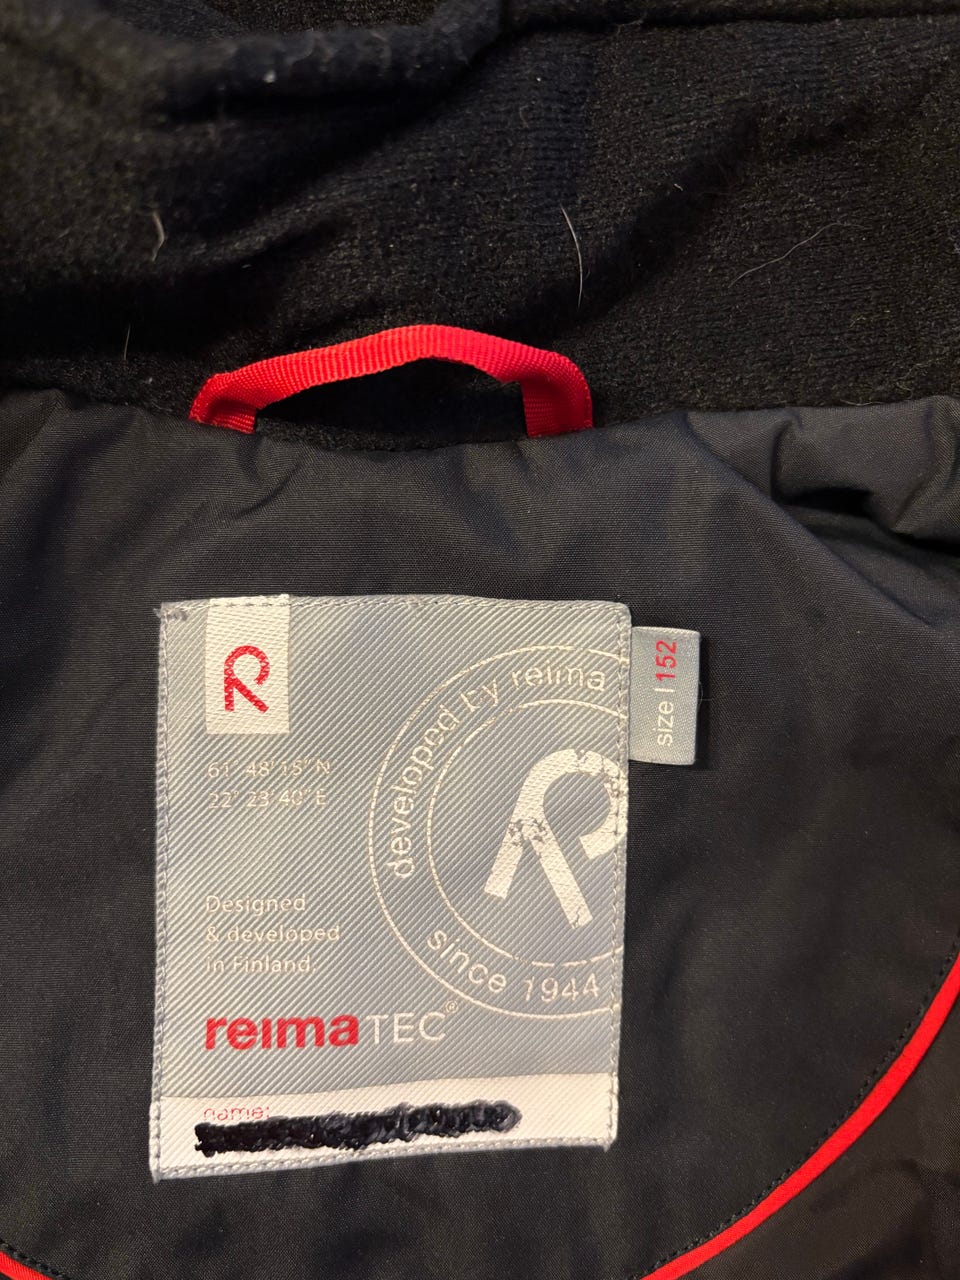 R
61° 48' 15" N
22° 23' 40" E
developed by reima
since 1944
R
size | 152
Designed
& developed
in Finland.
reimaTEC®
name: